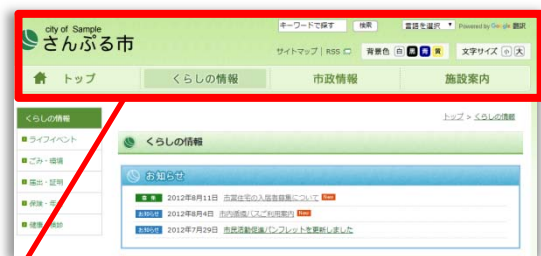 city of Sample
さんぷる市
キーワードで探す 検索 言語を選択 ▼ Powered by Google 翻訳
サイトマップ | RSS 背景色 白 黒 青 黄 文字サイズ 小 大
トップ くらしの情報 市政情報 施設案内
くらしの情報
トップ > くらしの情報
ライフイベント
くらしの情報
ごみ・環境
届出・証明
お知らせ
保険・年
募集 2012年8月11日 市営住宅の入居者募集について New
お知らせ 2012年8月4日 市内循環バスご利用案内 New
健康
お知らせ 2012年7月29日 市民活動促進パンフレットを更新しました